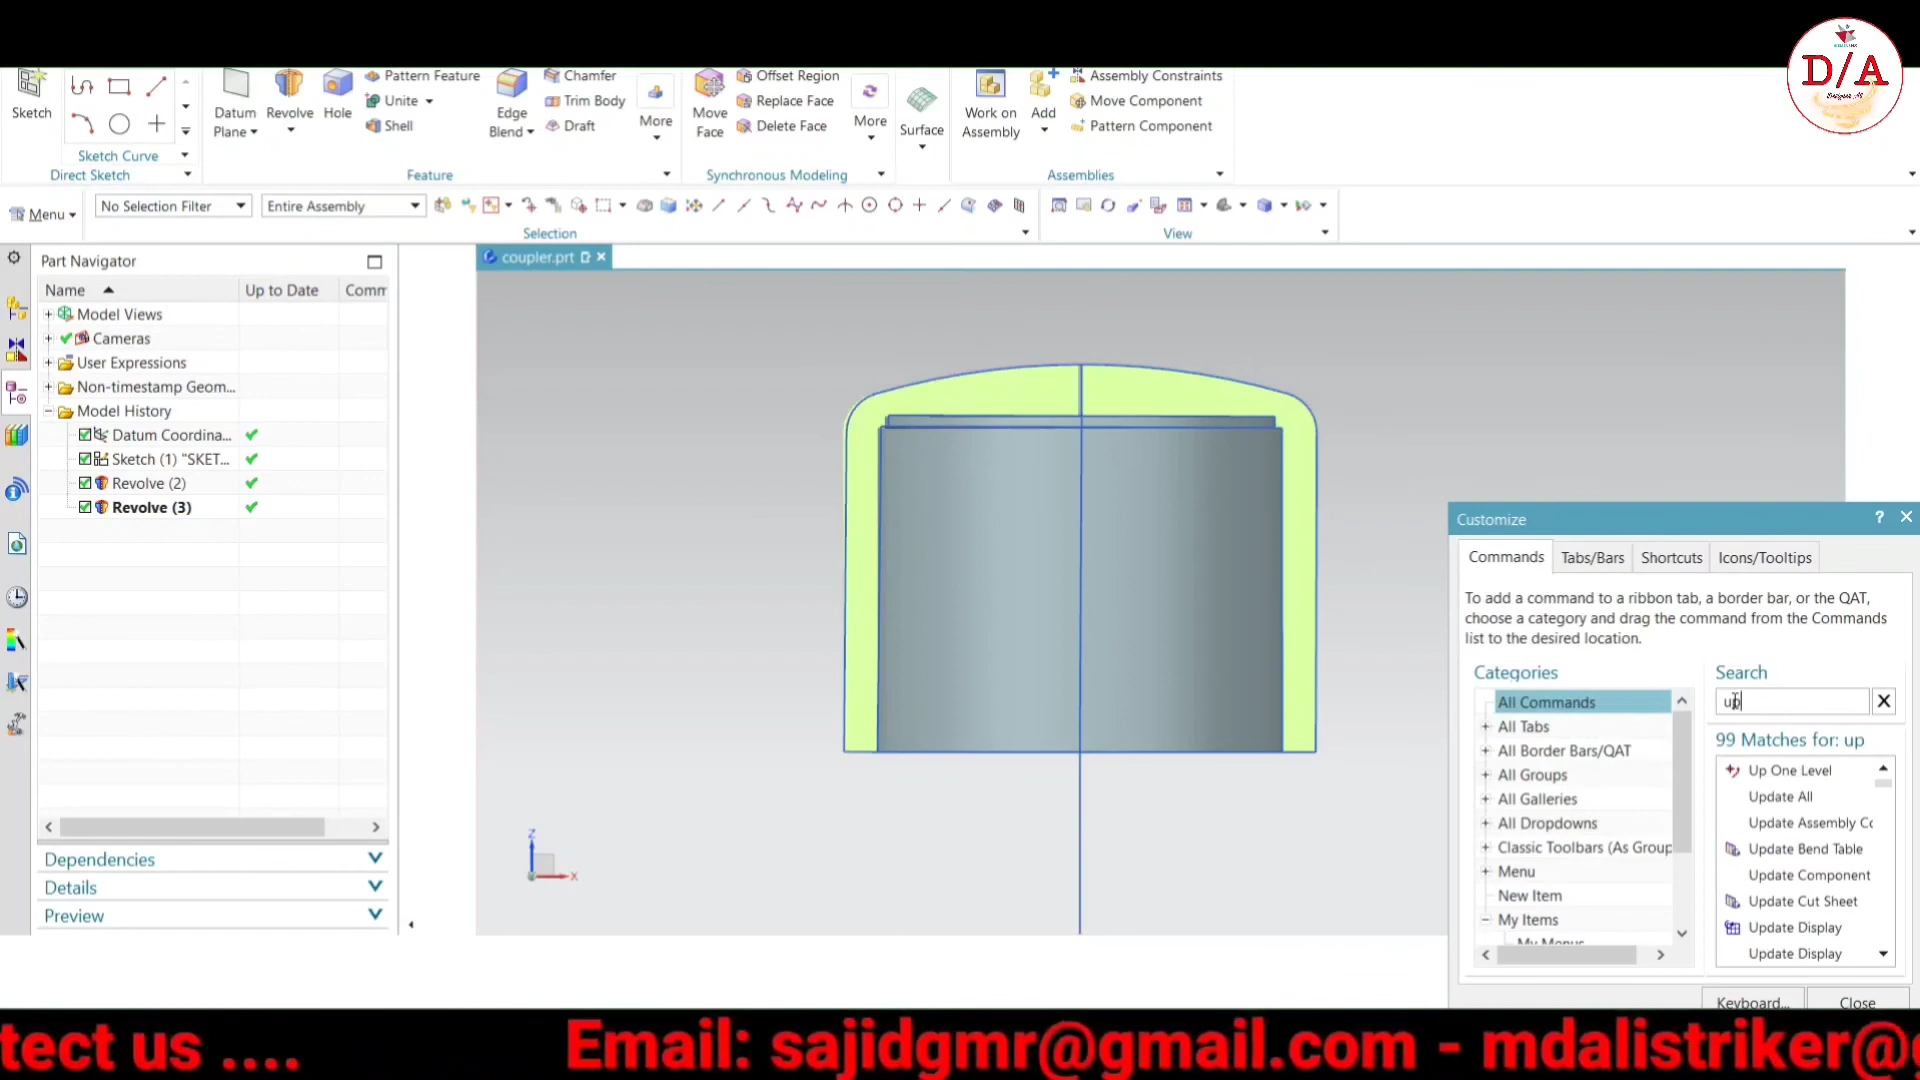 D/A
Designer AS
Sketch
Sketch Curve
Direct Sketch
Datum
Plane
Revolve
Hole
Pattern Feature
Unite
Shell
Edge
Blend
Chamfer
Trim Body
Draft
More
Feature
Move
Face
Offset Region
Replace Face
Delete Face
More
Synchronous Modeling
Surface
Work on
Assembly
Add
Assembly Constraints
Move Component
Pattern Component
Assemblies
Menu
No Selection Filter
Entire Assembly
Selection
View
Part Navigator
coupler.prt
Name Up to Date Comm
Model Views
Cameras
User Expressions
Non-timestamp Geom...
Model History
Datum Coordina...
Sketch (1) "SKET...
Revolve (2)
Revolve (3)
Dependencies
Details
Preview
Z
X
Customize
Commands Tabs/Bars Shortcuts Icons/Tooltips
To add a command to a ribbon tab, a border bar, or the QAT,
choose a category and drag the command from the Commands
list to the desired location.
Categories
All Commands
All Tabs
All Border Bars/QAT
All Groups
All Galleries
All Dropdowns
Classic Toolbars (As Group
Menu
New Item
My Items
My Menus
Search
up
99 Matches for: up
Up One Level
Update All
Update Assembly Cc
Update Bend Table
Update Component
Update Cut Sheet
Update Display
Update Display
Keyboard... Close
tect us .... Email: sajidgmr@gmail.com - mdalistriker@g